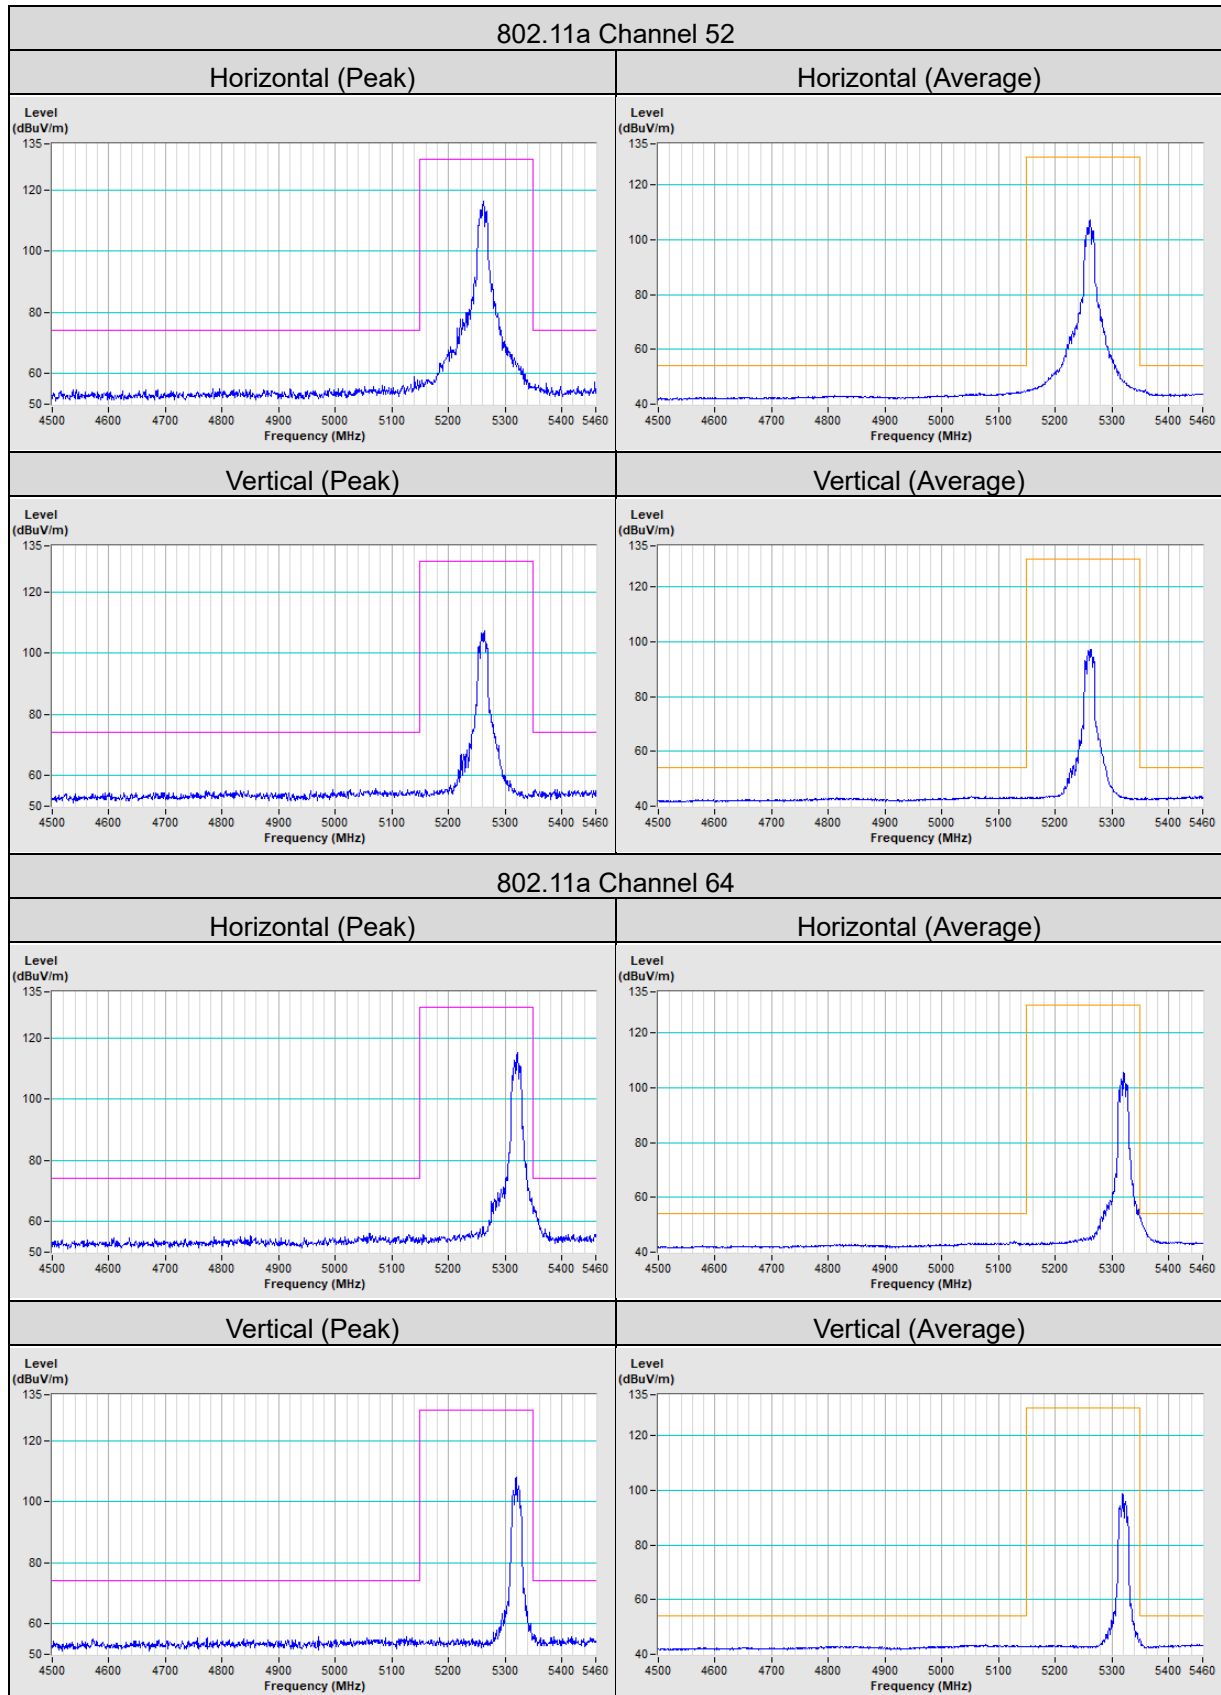 802.11a Channel 52
Horizontal (Peak)
Horizontal (Average)
Level
(dBuV/m)
135
120
100
80
60
50
4500 4600 4700 4800 4900 5000 5100 5200 5300 5400 5460
Frequency (MHz)
Level
(dBuV/m)
135
120
100
80
60
40
4500 4600 4700 4800 4900 5000 5100 5200 5300 5400 5460
Frequency (MHz)
Vertical (Peak)
Vertical (Average)
Level
(dBuV/m)
135
120
100
80
60
50
4500 4600 4700 4800 4900 5000 5100 5200 5300 5400 5460
Frequency (MHz)
Level
(dBuV/m)
135
120
100
80
60
40
4500 4600 4700 4800 4900 5000 5100 5200 5300 5400 5460
Frequency (MHz)
802.11a Channel 64
Horizontal (Peak)
Horizontal (Average)
Level
(dBuV/m)
135
120
100
80
60
50
4500 4600 4700 4800 4900 5000 5100 5200 5300 5400 5460
Frequency (MHz)
Level
(dBuV/m)
135
120
100
80
60
40
4500 4600 4700 4800 4900 5000 5100 5200 5300 5400 5460
Frequency (MHz)
Vertical (Peak)
Vertical (Average)
Level
(dBuV/m)
135
120
100
80
60
50
4500 4600 4700 4800 4900 5000 5100 5200 5300 5400 5460
Frequency (MHz)
Level
(dBuV/m)
135
120
100
80
60
40
4500 4600 4700 4800 4900 5000 5100 5200 5300 5400 5460
Frequency (MHz)